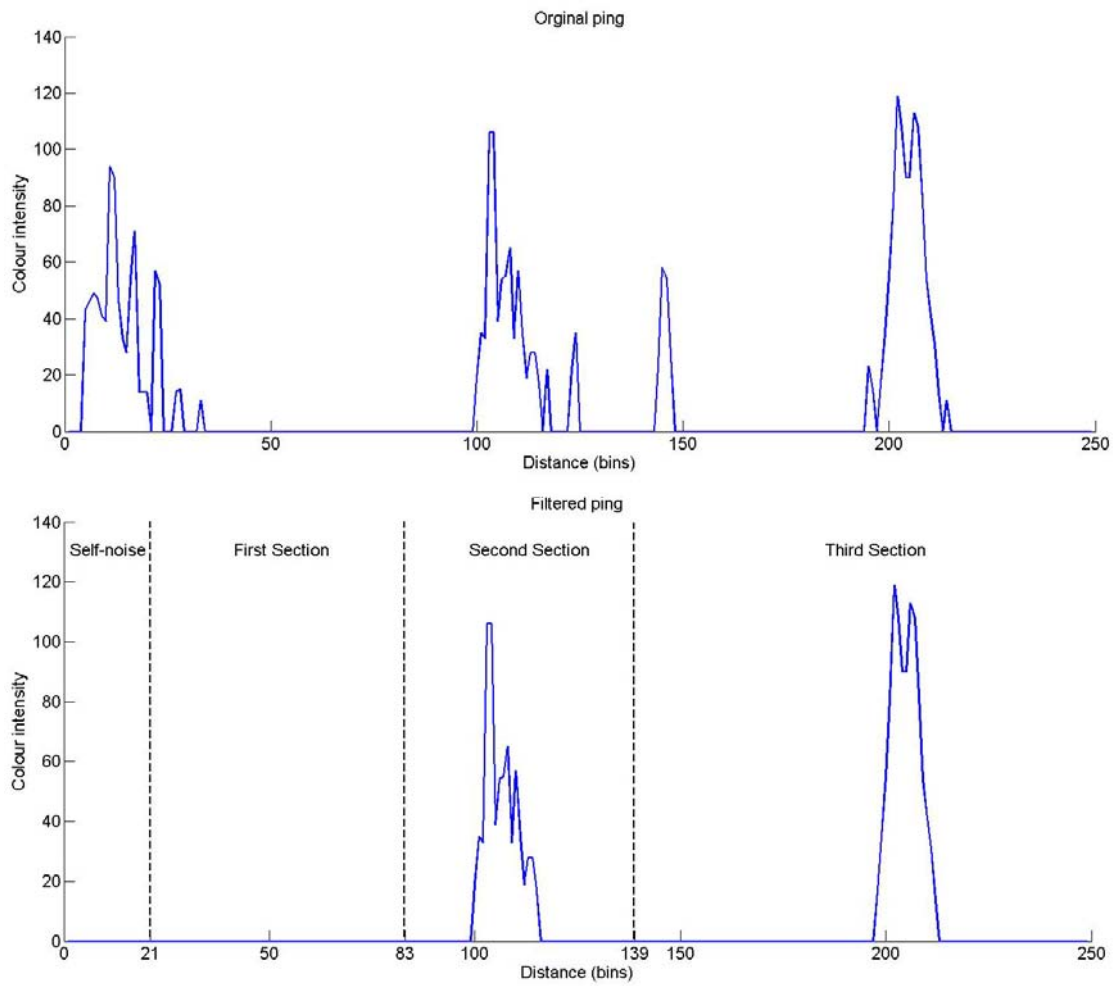 Orginal ping
140
120
100
80
60
40
20
0
Colour intensity
0 50 100 150 200 250
Distance (bins)
Filtered ping
140
120
100
80
60
40
20
0
Colour intensity
Self-noise First Section Second Section Third Section
0 21 50 83 100 139 150 200 250
Distance (bins)